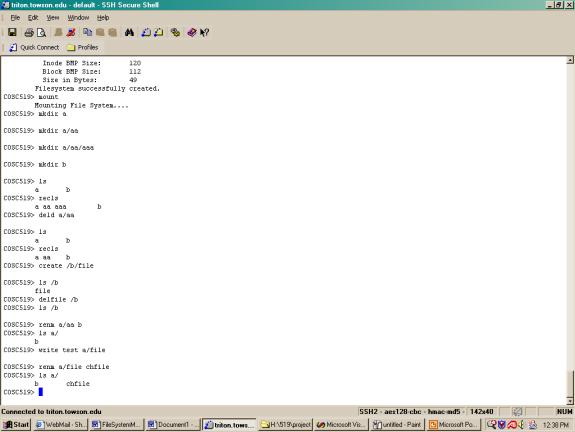 triton.towson.edu - default - SSH Secure Shell
File Edit View Window Help
Quick Connect Profiles
Inode BMP Size: 120
Block BMP Size: 112
Size in Bytes: 49
Filesystem successfully created.
COSC519> mount
Mounting File System....
COSC519> mkdir a
COSC519> mkdir a/aa
COSC519> mkdir a/aa/aaa
COSC519> mkdir b
COSC519> ls
a b
COSC519> recls
a aa aaa b
COSC519> deld a/aa
COSC519> ls
a b
COSC519> recls
a aa b
COSC519> create /b/file
COSC519> ls /b
file
COSC519> delfile /b
COSC519> ls /b
COSC519> renm a/aa b
COSC519> ls a/
b
COSC519> write test a/file
COSC519> renm a/file chfile
COSC519> ls a/
b chfile
COSC519>
Connected to triton.towson.edu SSH2 - aes128-cbc - hmac-md5 - 142x40 NUM
Start WebMail - Sh... FileSystemM... Document1 - ... triton.tows... H:\519\project Microsoft Vis... untitled - Paint Microsoft Po... 12:38 PM